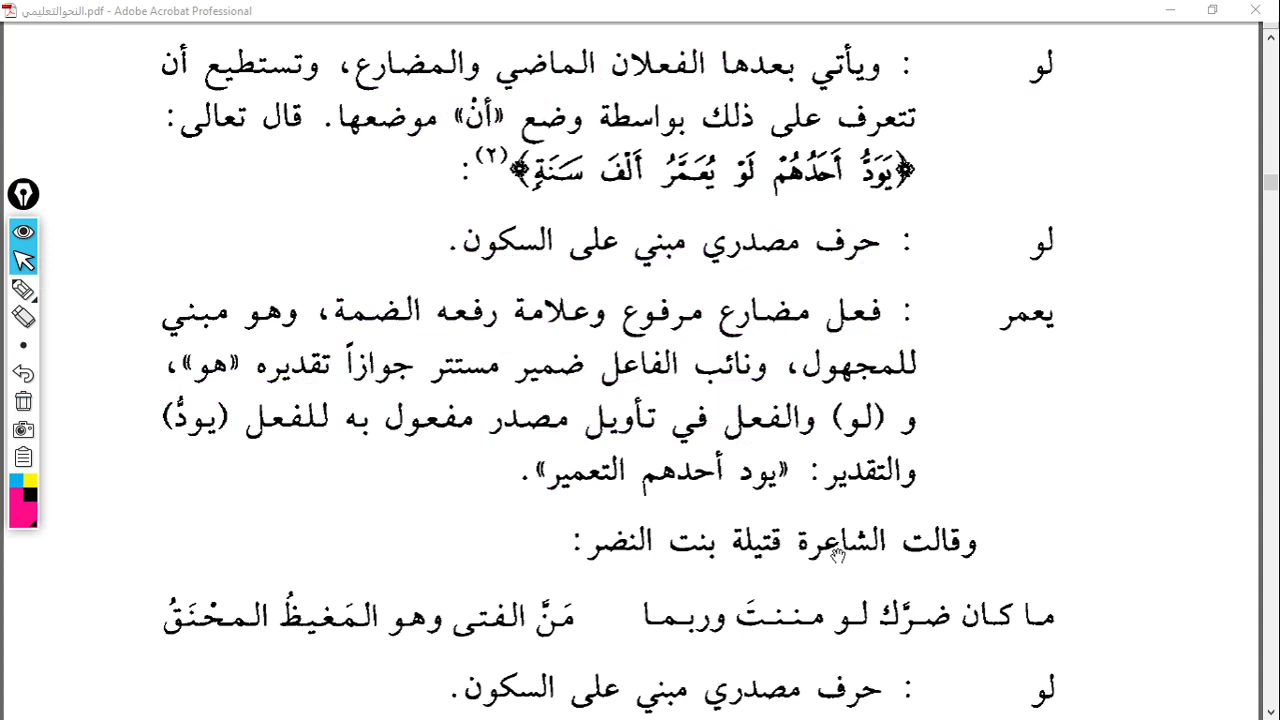 النحوالتعليمي.pdf - Adobe Acrobat Professional
لو : ويأتي بعدها الفعلان الماضي والمضارع، وتستطيع أن
تتعرف على ذلك بواسطة وضع «أنْ» موضعها. قال تعالى:
﴿يَوَدُّ أَحَدُهُمْ لَوْ يُعَمَّرُ أَلْفَ سَنَةٍ﴾(٢):
لو : حرف مصدري مبني على السكون.
يعمر : فعل مضارع مرفوع وعلامة رفعه الضمة، وهو مبني
للمجهول، ونائب الفاعل ضمير مستتر جوازاً تقديره «هو»،
و (لو) والفعل في تأويل مصدر مفعول به للفعل (يودُّ)
والتقدير: «يود أحدهم التعمير».
وقالت الشاعرة قتيلة بنت النضر:
ما كان ضرَّك لو مننتَ وربما مَنَّ الفتى وهو المَغيظُ المحْنَقُ
لو : حرف مصدري مبني على السكون.